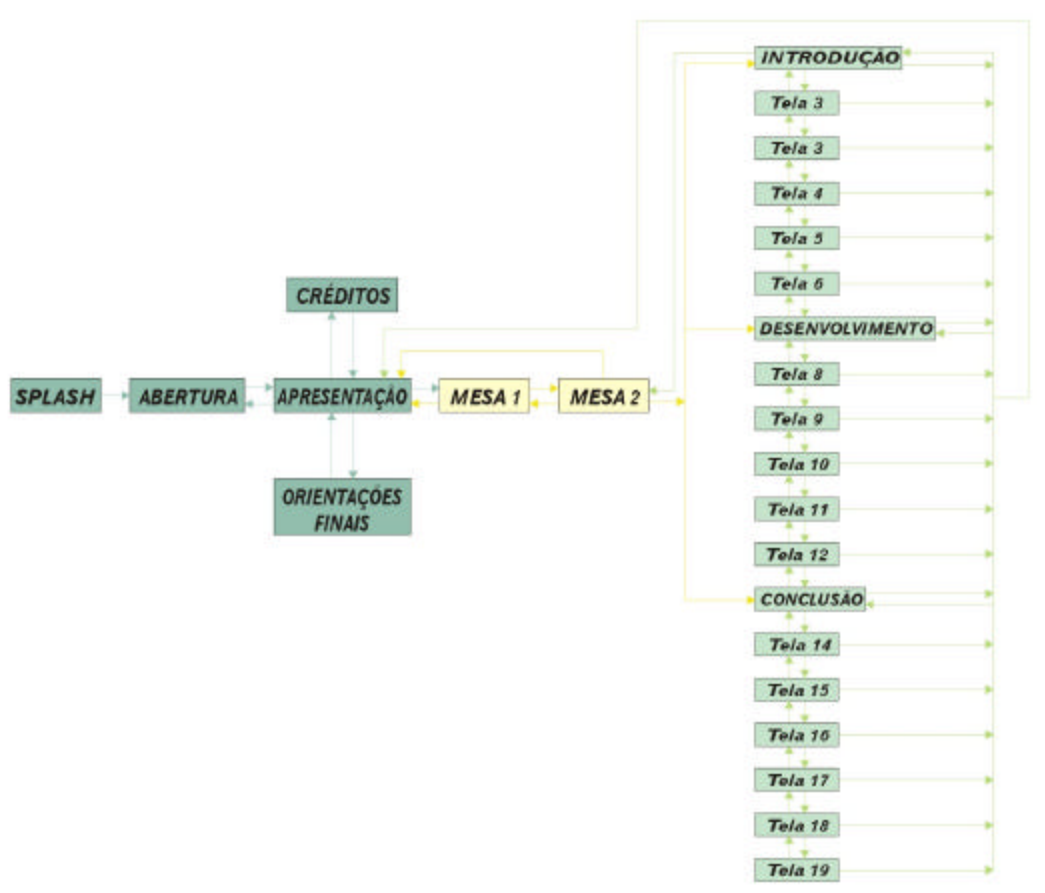 INTRODUÇÃO
Tela 3
Tela 3
Tela 4
Tela 5
Tela 6
CRÉDITOS
DESENVOLVIMENTO
Tela 8
SPLASH
ABERTURA
APRESENTAÇÃO
MESA 1
MESA 2
Tela 9
Tela 10
ORIENTAÇÕES
FINAIS
Tela 11
Tela 12
CONCLUSÃO
Tela 14
Tela 15
Tela 16
Tela 17
Tela 18
Tela 19